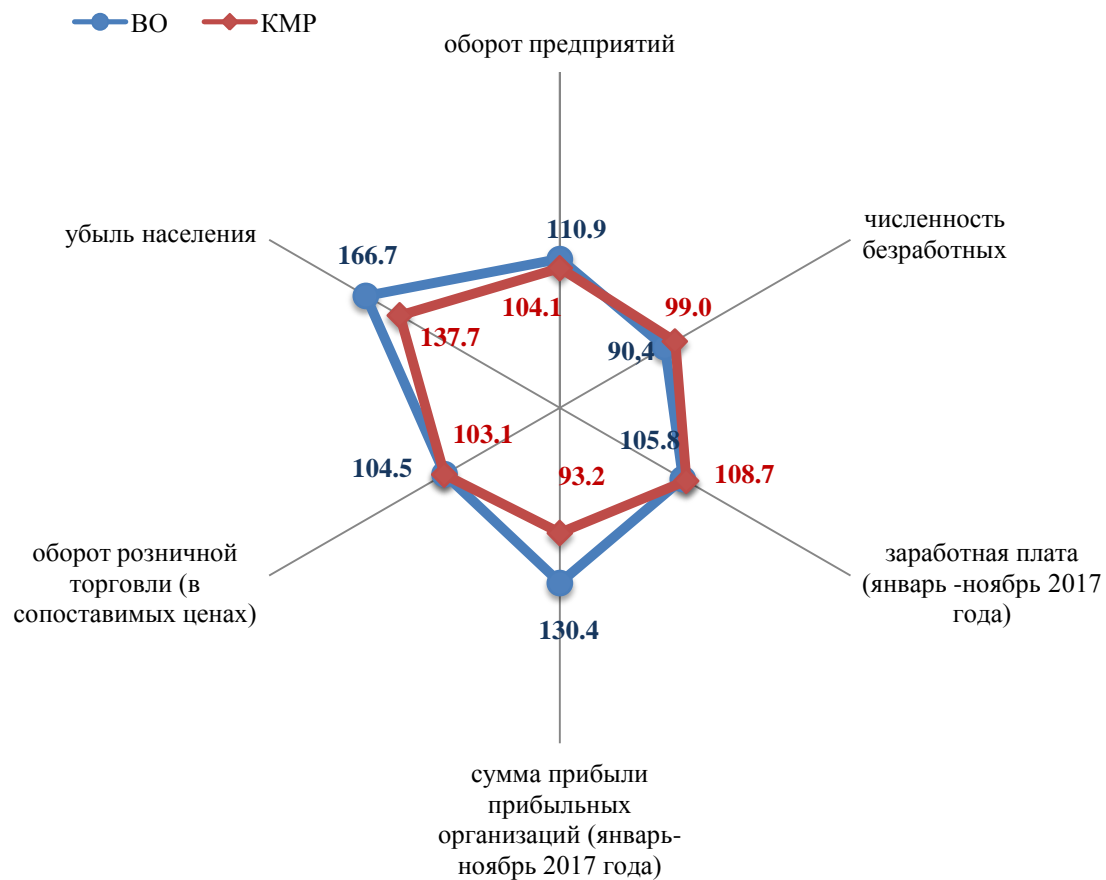 ВО КМР
оборот предприятий
численность
безработных
убыль населения
110.9
166.7
104.1
99.0
137.7
90.4
103.1
105.8
104.5
93.2
108.7
оборот розничной
торговли (в
сопоставимых ценах)
заработная плата
(январь -ноябрь 2017
года)
130.4
сумма прибыли
прибыльных
организаций (январь-
ноябрь 2017 года)